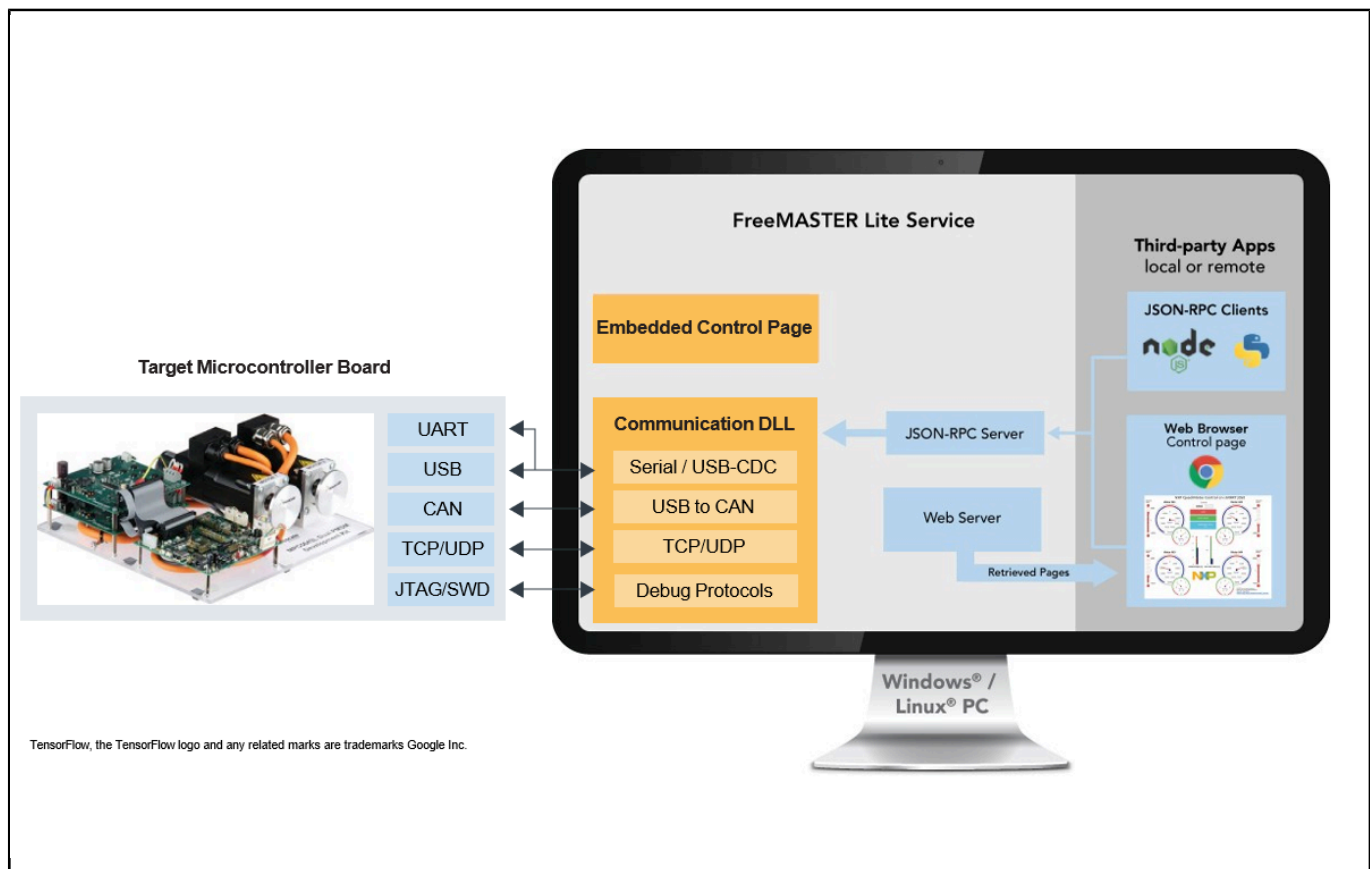 FreeMASTER Lite Service
Third-party Apps
local or remote
JSON-RPC Clients
node
JS
Embedded Control Page
Target Microcontroller Board
Communication DLL
UART
USB
CAN
TCP/UDP
JTAG/SWD
Serial / USB-CDC
USB to CAN
TCP/UDP
Debug Protocols
JSON-RPC Server
Web Server
Retrieved Pages
Web Browser
Control page
NXP
Windows® /
Linux® PC
TensorFlow, the TensorFlow logo and any related marks are trademarks Google Inc.